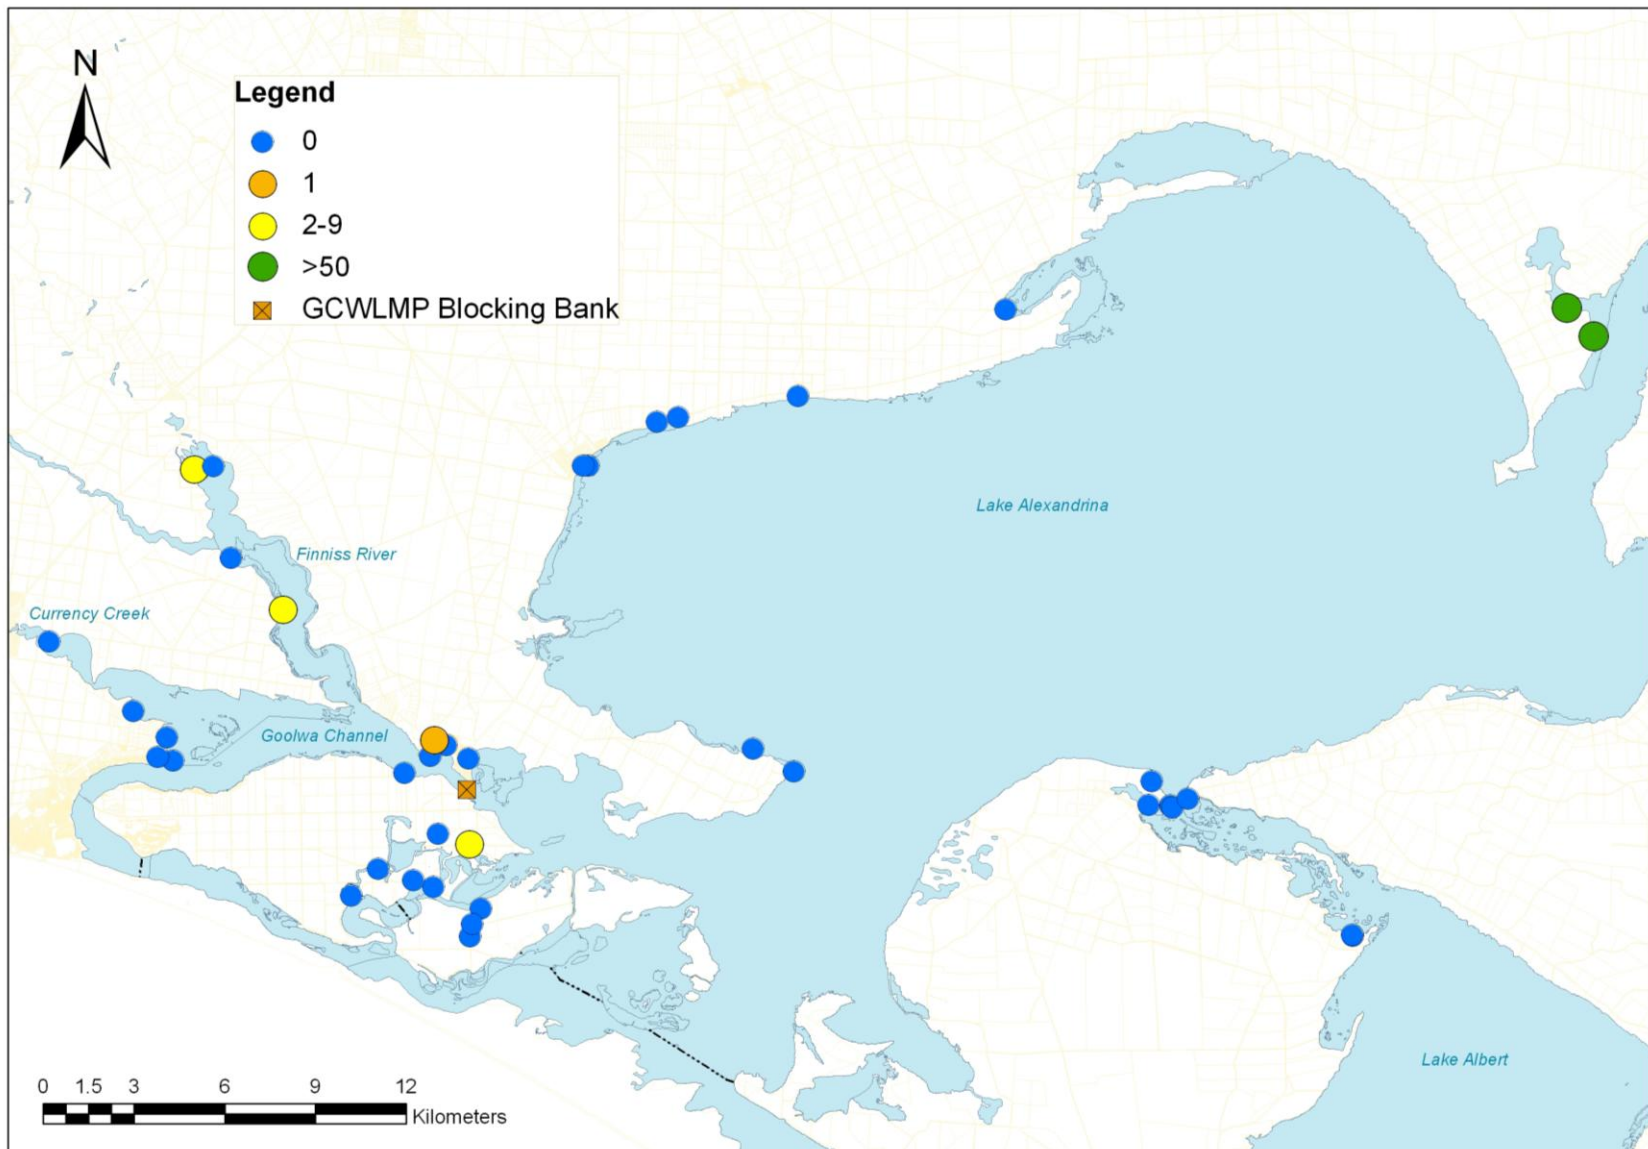 N
Legend
0
1
2-9
>50
GCWLMP Blocking Bank
Lake Alexandrina
Finniss River
Currency Creek
Goolwa Channel
Lake Albert
0 1.5 3 6 9 12
Kilometers